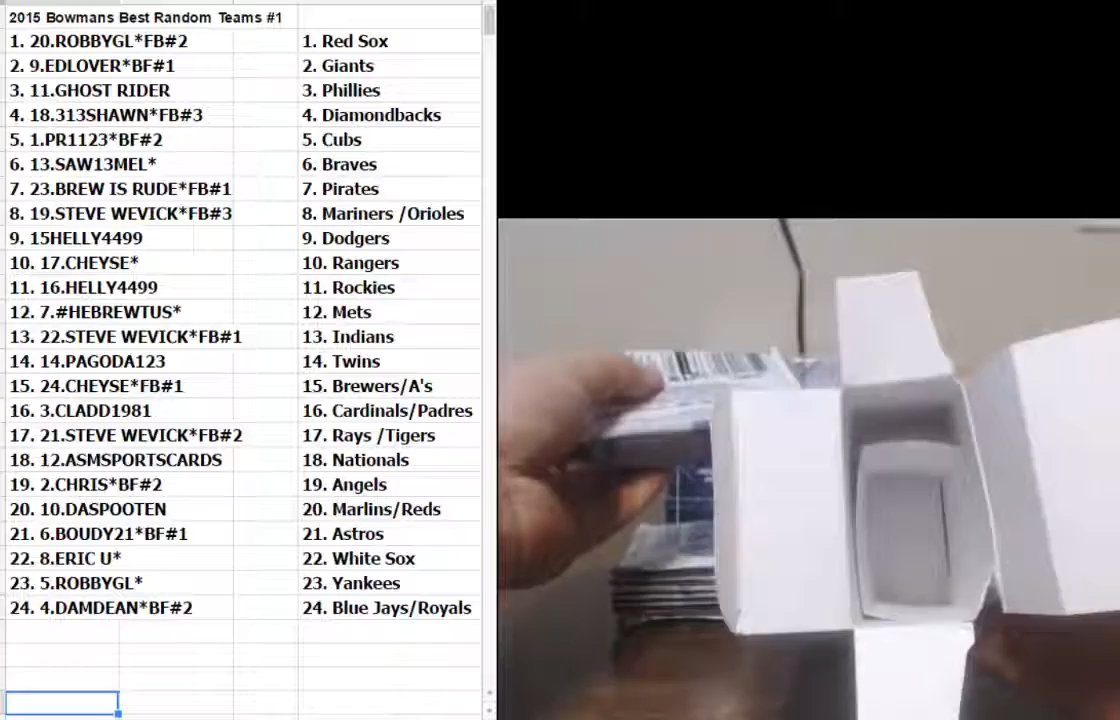 2015 Bowmans Best Random Teams #1
1. 20.ROBBYGL*FB#2 1. Red Sox
2. 9.EDLOVER*BF#1 2. Giants
3. 11.GHOST RIDER 3. Phillies
4. 18.313SHAWN*FB#3 4. Diamondbacks
5. 1.PR1123*BF#2 5. Cubs
6. 13.SAW13MEL* 6. Braves
7. 23.BREW IS RUDE*FB#1 7. Pirates
8. 19.STEVE WEVICK*FB#3 8. Mariners /Orioles
9. 15HELLY4499 9. Dodgers
10. 17.CHEYSE* 10. Rangers
11. 16.HELLY4499 11. Rockies
12. 7.#HEBREWTUS* 12. Mets
13. 22.STEVE WEVICK*FB#1 13. Indians
14. 14.PAGODA123 14. Twins
15. 24.CHEYSE*FB#1 15. Brewers/A's
16. 3.CLADD1981 16. Cardinals/Padres
17. 21.STEVE WEVICK*FB#2 17. Rays /Tigers
18. 12.ASMSPORTSCARDS 18. Nationals
19. 2.CHRIS*BF#2 19. Angels
20. 10.DASPOOTEN 20. Marlins/Reds
21. 6.BOUDY21*BF#1 21. Astros
22. 8.ERIC U* 22. White Sox
23. 5.ROBBYGL* 23. Yankees
24. 4.DAMDEAN*BF#2 24. Blue Jays/Royals